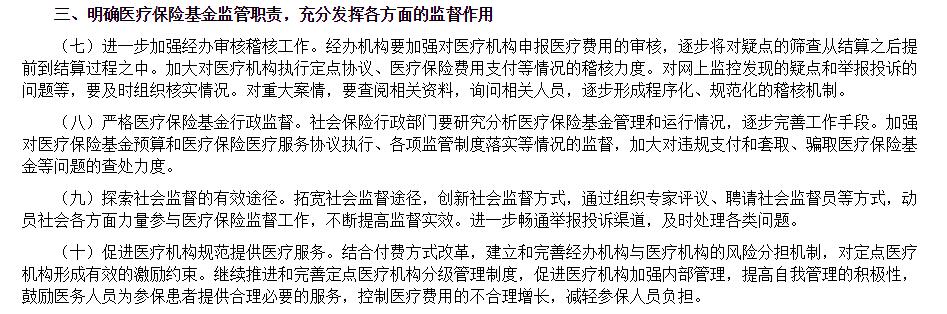 三、明确医疗保险基金监管职责，充分发挥各方面的监督作用
（七）进一步加强经办审核稽核工作。经办机构要加强对医疗机构申报医疗费用的审核，逐步将对疑点的筛查从结算之后提
前到结算过程之中。加大对医疗机构执行定点协议、医疗保险费用支付等情况的稽核力度。对网上监控发现的疑点和举报投诉的
问题等，要及时组织核实情况。对重大案情，要查阅相关资料，询问相关人员，逐步形成程序化、规范化的稽核机制。
（八）严格医疗保险基金行政监督。社会保险行政部门要研究分析医疗保险基金管理和运行情况，逐步完善工作手段。加强
对医疗保险基金预算和医疗保险医疗服务协议执行、各项监管制度落实等情况的监督，加大对违规支付和套取、骗取医疗保险基
金等问题的查处力度。
（九）探索社会监督的有效途径。拓宽社会监督途径，创新社会监督方式，通过组织专家评议、聘请社会监督员等方式，动
员社会各方面力量参与医疗保险监督工作，不断提高监督实效。进一步畅通举报投诉渠道，及时处理各类问题。
（十）促进医疗机构规范提供医疗服务。结合付费方式改革，建立和完善经办机构与医疗机构的风险分担机制，对定点医疗
机构形成有效的激励约束。继续推进和完善定点医疗机构分级管理制度，促进医疗机构加强内部管理，提高自我管理的积极性，
鼓励医务人员为参保患者提供合理必要的服务，控制医疗费用的不合理增长，减轻参保人员负担。